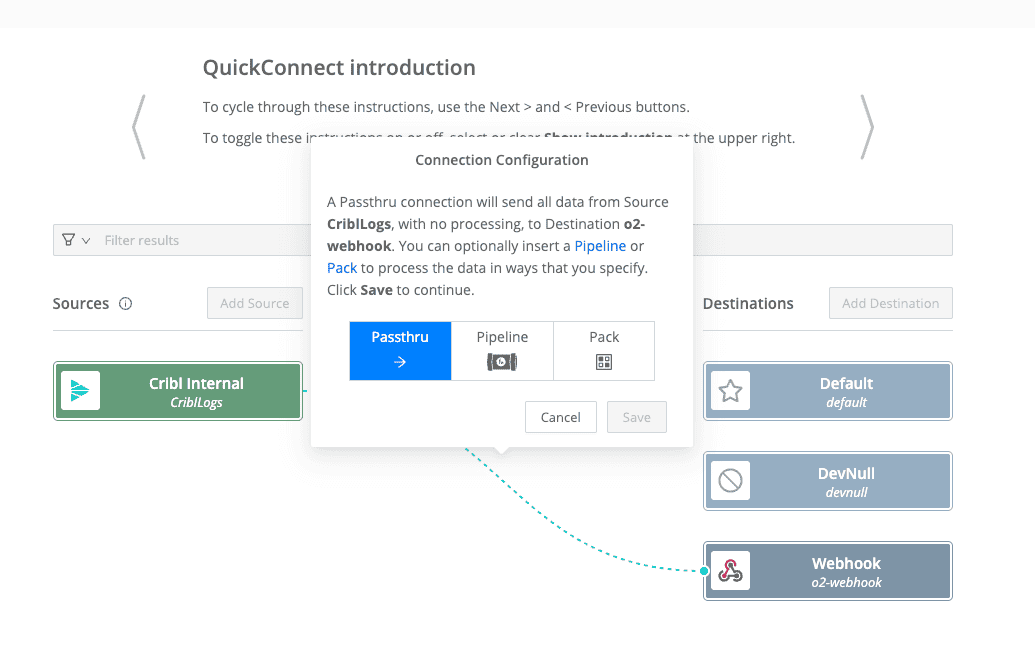 QuickConnect introduction
To cycle through these instructions, use the Next > and < Previous buttons.
To toggle these instructions on or off, select or clear Show introduction at the upper right.
Connection Configuration
A Passthru connection will send all data from Source
CriblLogs, with no processing, to Destination o2-
webhook. You can optionally insert a Pipeline or
Pack to process the data in ways that you specify.
Click Save to continue.
Passthru
Pipeline
Pack
Cancel
Save
Filter results
Sources
Add Source
Destinations
Add Destination
Cribl Internal
CriblLogs
Default
default
DevNull
devnull
Webhook
o2-webhook